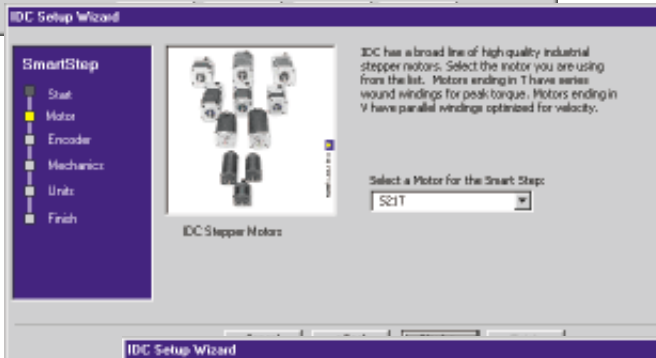 IDC Setup Wizard
SmartStep
Start
Motor
Encoder
Mechanics
Units
Finish
IDC Stepper Motors
IDC has a broad line of high quality industrial
stepper motors. Select the motor you are using
from the list. Motors ending in T have series
wound windings for peak torque. Motors ending in
V have parallel windings optimized for velocity.
Select a Motor for the Smart Step:
S21T
IDC Setup Wizard